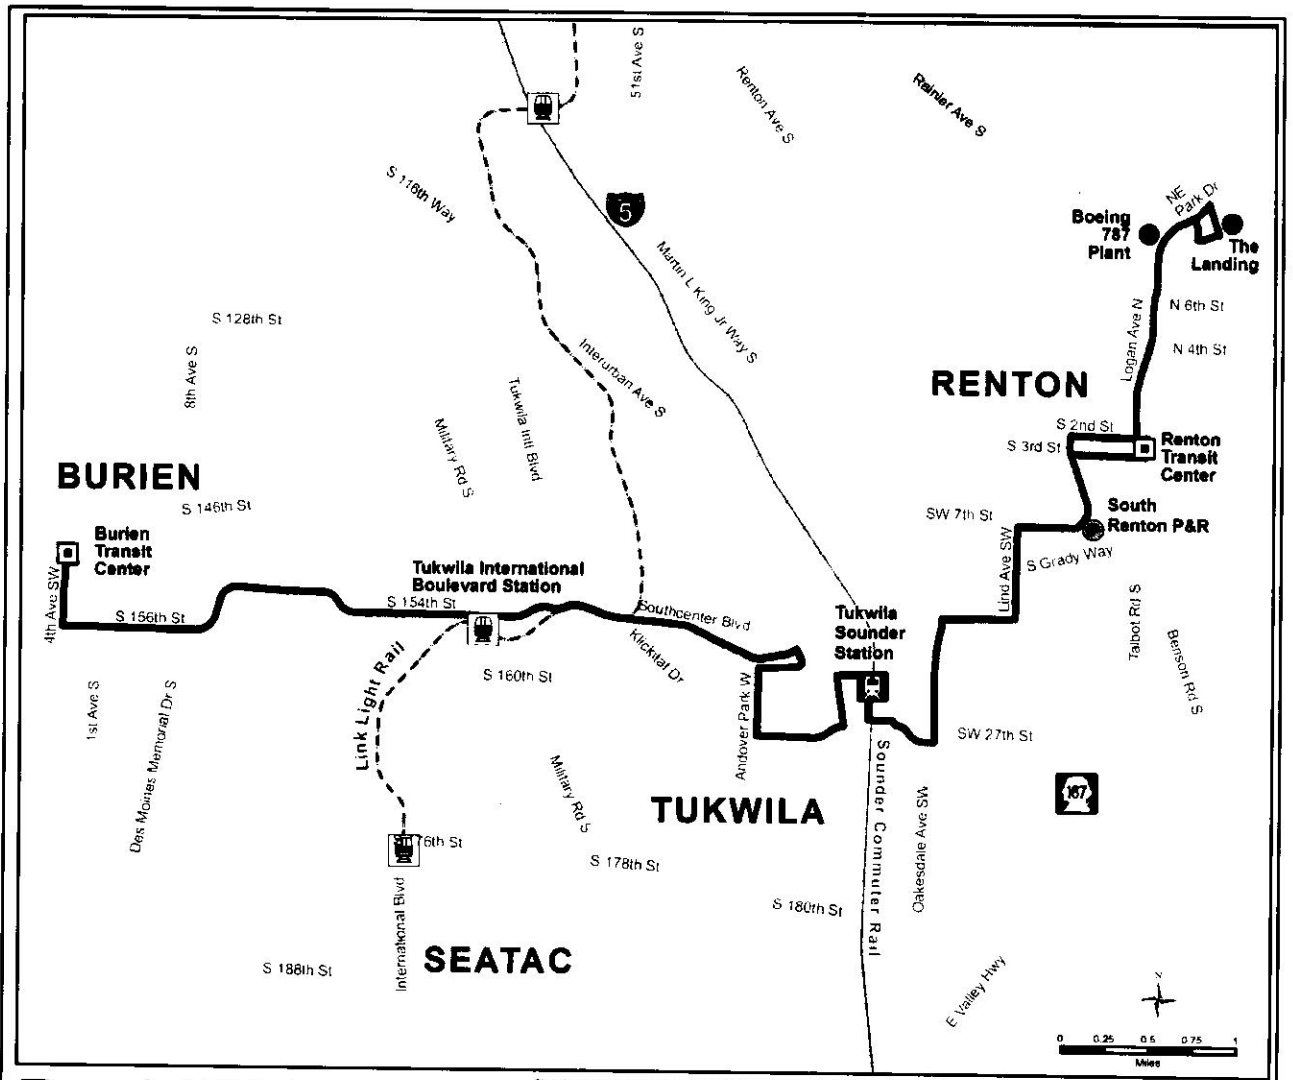 51st Ave S
Renton Ave S
Rainier Ave S
S 116th Way
5
NE
Park Dr
Boeing
787
Plant
The
Landing
Martin L King Jr Way S
S 128th St
N 6th St
8th Ave S
Logan Ave N
N 4th St
Interurban Ave S
RENTON
Tukwila Intl Blvd
Military Rd S
S 2nd St
S 3rd St
Renton
Transit
Center
BURIEN
S 146th St
SW 7th St
South
Renton P&R
Burien
Transit
Center
S Grady Way
Lind Ave SW
Tukwila International
Boulevard Station
4th Ave SW
S 156th St
S 154th St
Southcenter Blvd
Tukwila
Sounder
Station
Talbot Rd S
Benson Rd S
Klickitat Dr
Link Light Rail
S 160th St
1st Ave S
Des Moines Memorial Dr S
Andover Park W
SW 27th St
Military Rd S
Sounder Commuter Rail
167
TUKWILA
Oakesdale Ave SW
76th St
S 178th St
S 180th St
International Blvd
SEATAC
S 188th St
E Valley Hwy
0 0.25 0.5 0.75 1
Miles